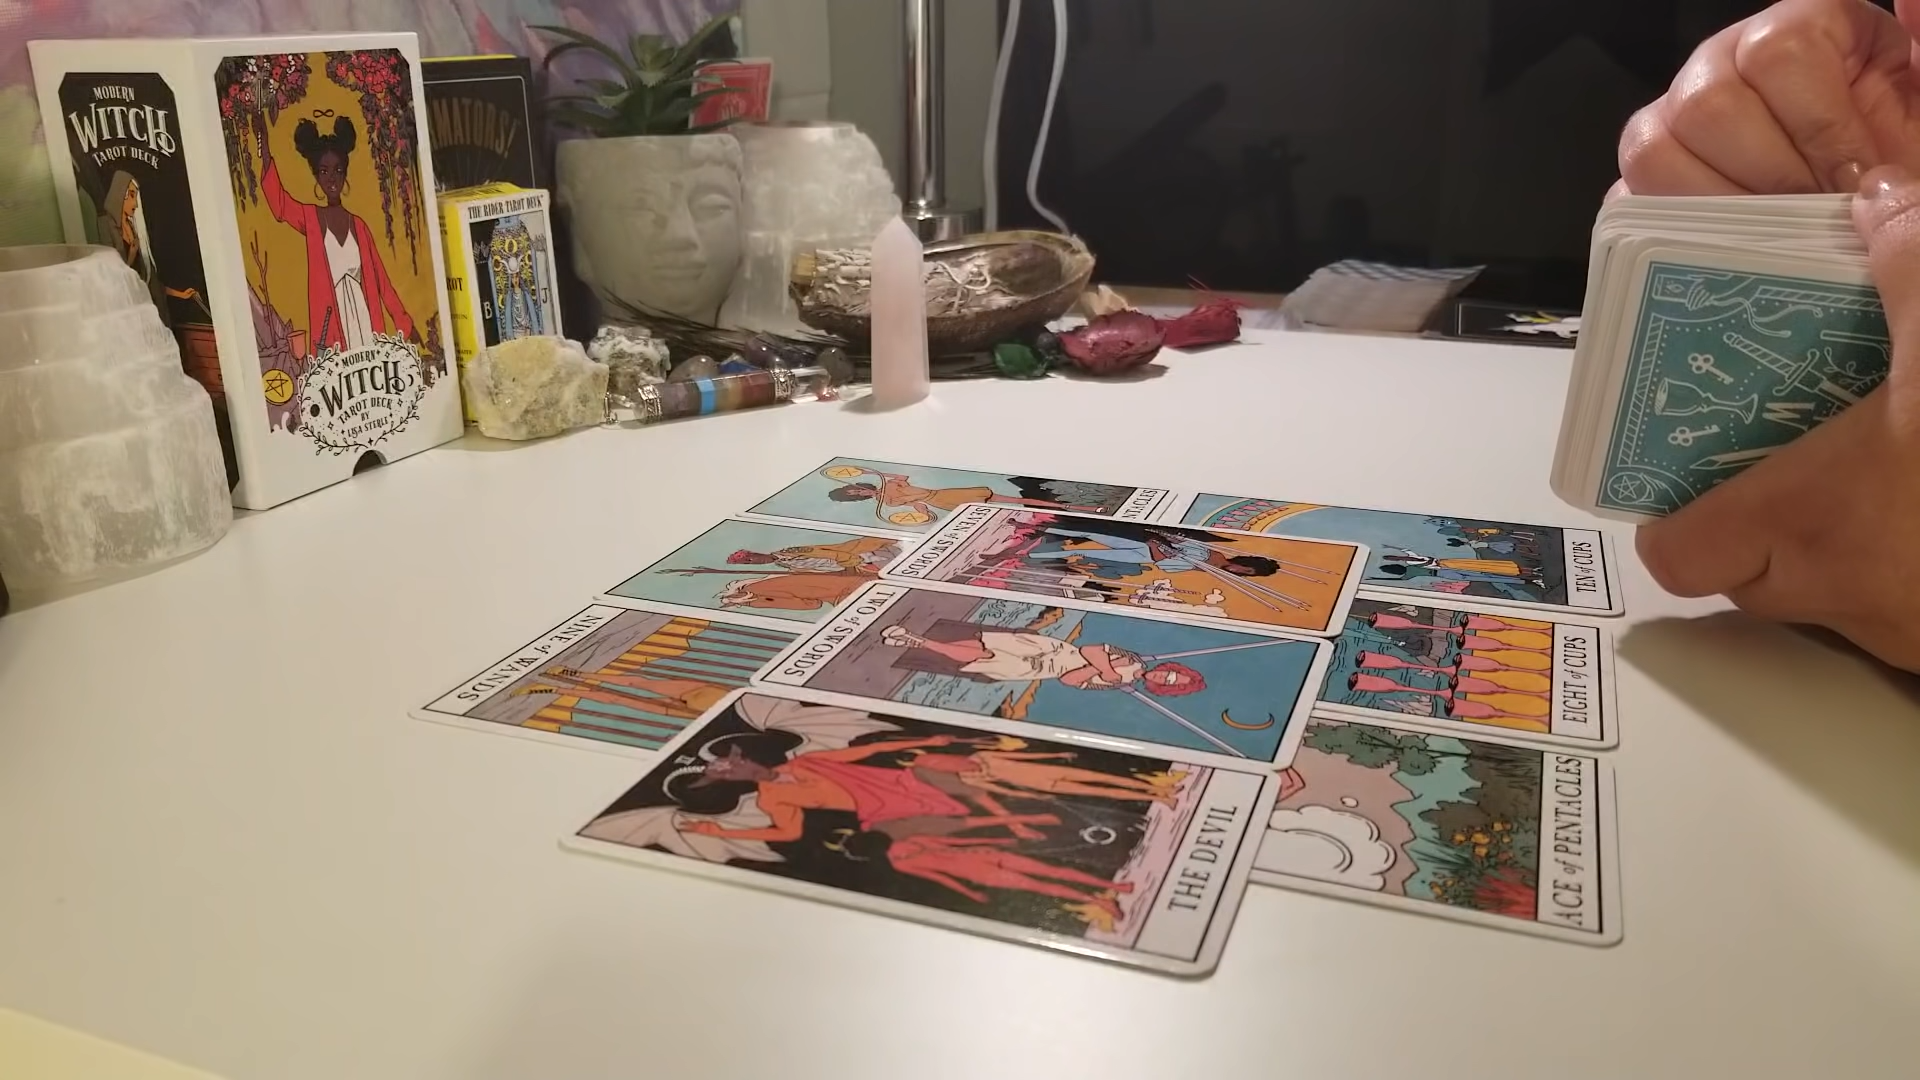 MODERN
WITCH
TAROT DECK
MODERN
WITCH
TAROT DECK
BY
LISA STERLE
THE RIDER TAROT DECK
B
J
NTACLES
SEVEN of SWORDS
TEN of CUPS
NINE of WANDS
TWO of SWORDS
EIGHT of CUPS
THE DEVIL
ACE of PENTACLES